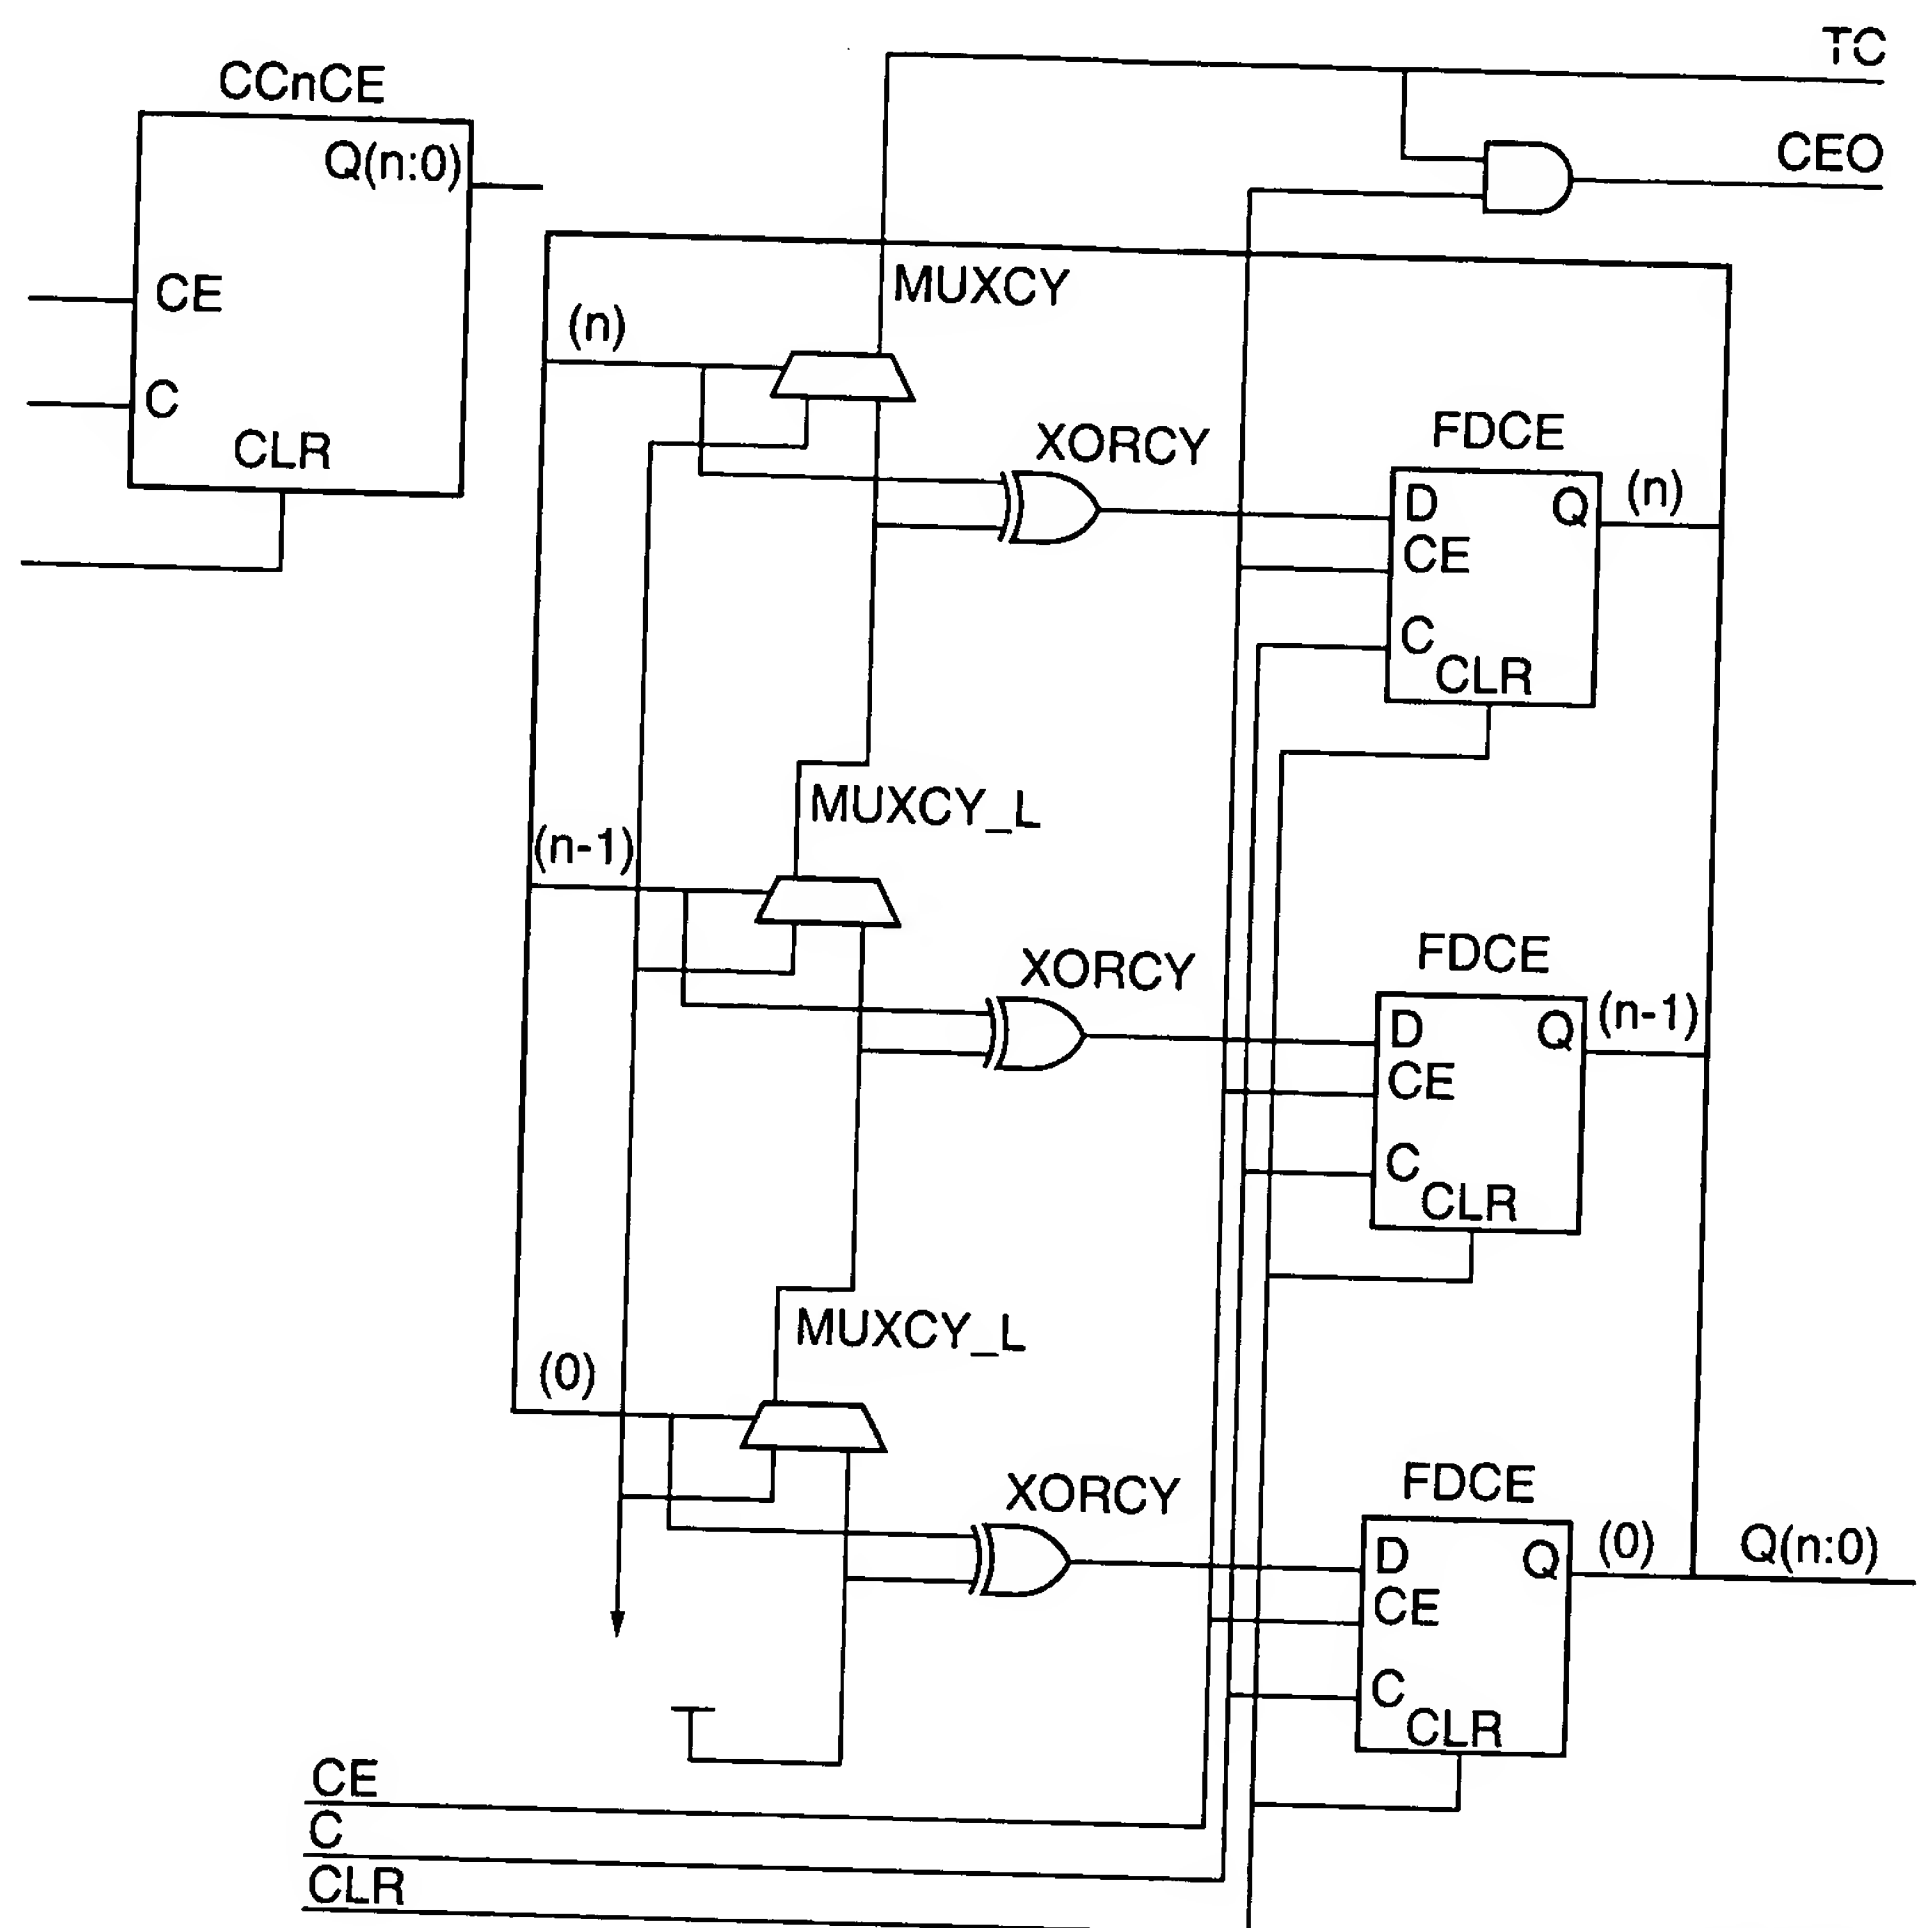 TC
CCnCE
Q(n:0)
CEO
CE
MUXCY
(n)
C
CLR
XORCY
FDCE
D
Q
(n)
CE
C
CLR
MUXCY_L
(n-1)
XORCY
FDCE
D
Q
(n-1)
CE
C
CLR
MUXCY_L
(0)
XORCY
FDCE
D
Q
(0)
Q(n:0)
CE
C
CLR
CE
C
CLR